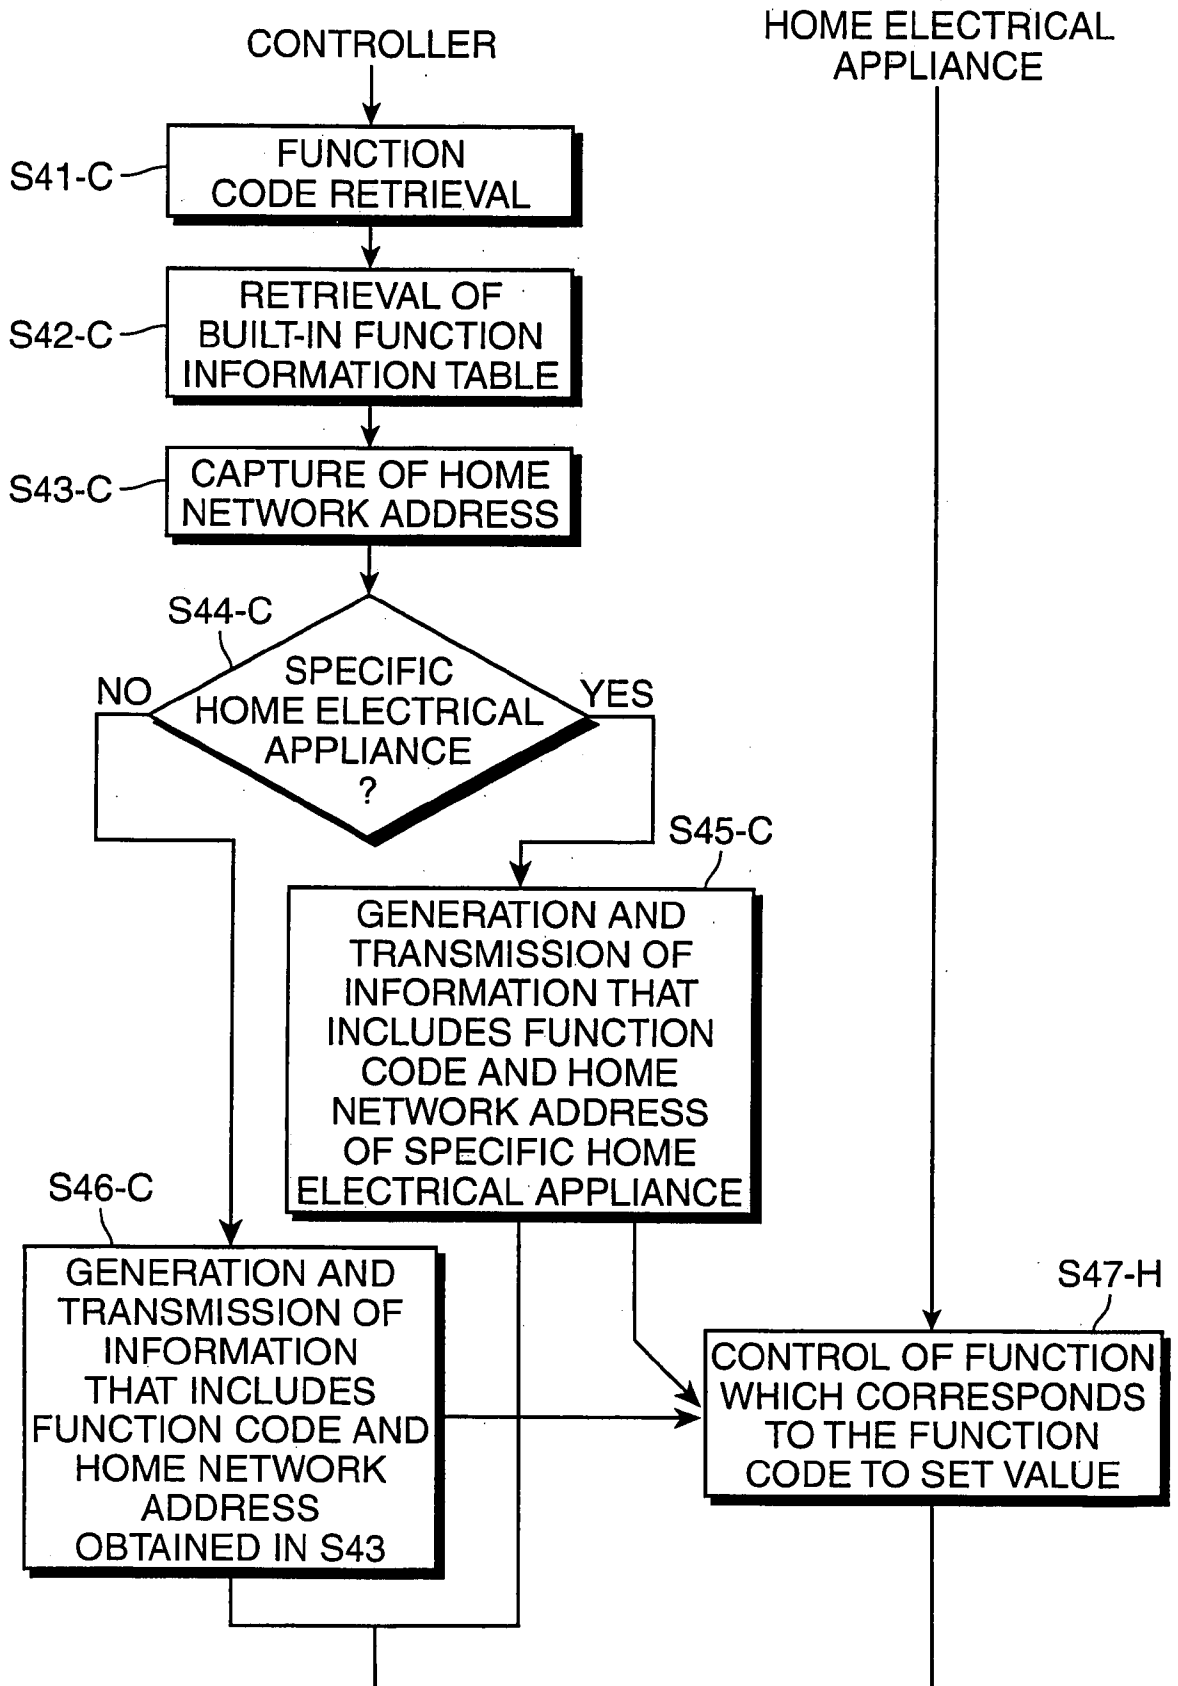 CONTROLLER
HOME ELECTRICAL
APPLIANCE
S41-C
FUNCTION
CODE RETRIEVAL
S42-C
RETRIEVAL OF
BUILT-IN FUNCTION
INFORMATION TABLE
S43-C
CAPTURE OF HOME
NETWORK ADDRESS
S44-C
SPECIFIC
HOME ELECTRICAL
APPLIANCE
?
NO
YES
S45-C
GENERATION AND
TRANSMISSION OF
INFORMATION THAT
INCLUDES FUNCTION
CODE AND HOME
NETWORK ADDRESS
OF SPECIFIC HOME
ELECTRICAL APPLIANCE
S46-C
GENERATION AND
TRANSMISSION OF
INFORMATION
THAT INCLUDES
FUNCTION CODE AND
HOME NETWORK
ADDRESS
OBTAINED IN S43
S47-H
CONTROL OF FUNCTION
WHICH CORRESPONDS
TO THE FUNCTION
CODE TO SET VALUE